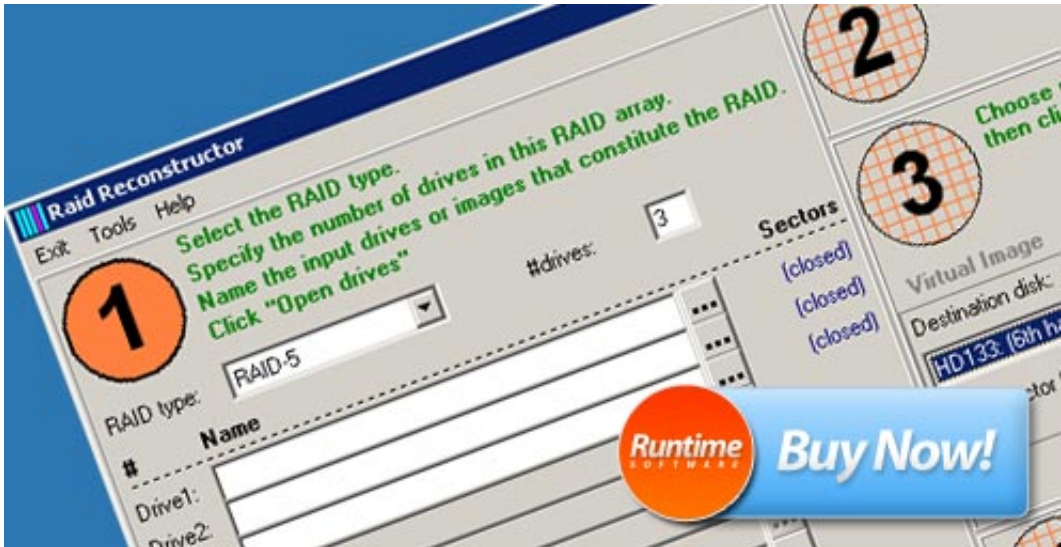 Raid Reconstructor
Exit Tools Help
1
Select the RAID type.
Specify the number of drives in this RAID array.
Name the input drives or images that constitute the RAID.
Click "Open drives"
RAID type:
RAID-5
#drives:
3
# Name
Sectors
Drive1:
...
(closed)
Drive2:
...
(closed)
...
(closed)
2
3
Choose
then cli
Virtual Image
Destination disk:
HD133: (6th h
ctor
Runtime
SOFTWARE
Buy Now!